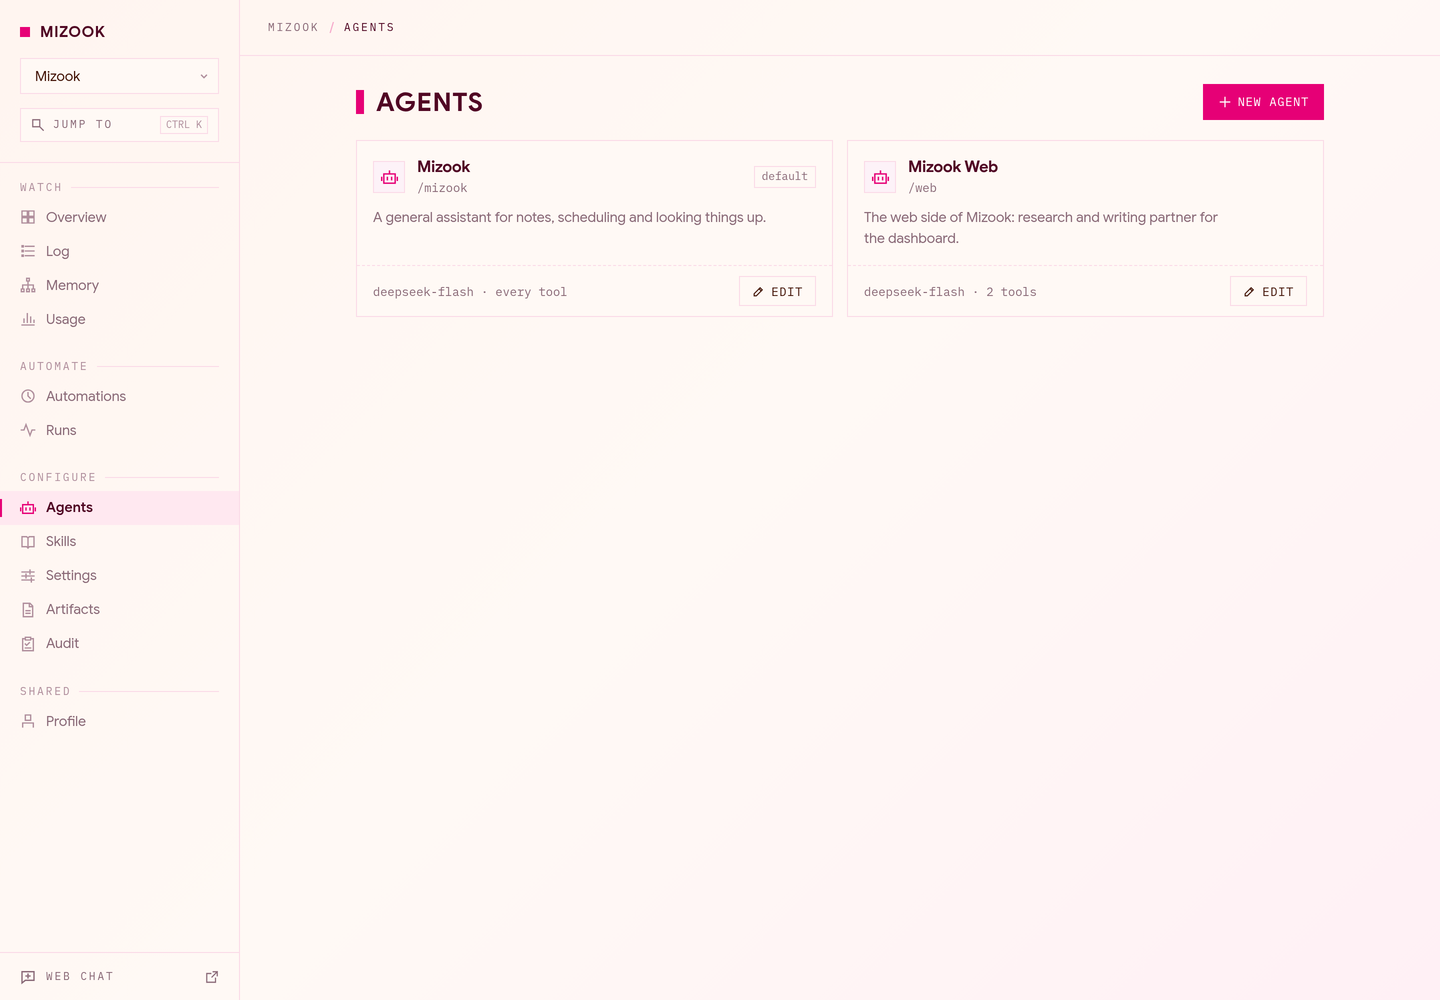 MIZOOK
Mizook
JUMP TO CTRL K
WATCH
Overview
Log
Memory
Usage
AUTOMATE
Automations
Runs
CONFIGURE
Agents
Skills
Settings
Artifacts
Audit
SHARED
Profile
WEB CHAT
MIZOOK / AGENTS
AGENTS
NEW AGENT
Mizook
/mizook
default
A general assistant for notes, scheduling and looking things up.
deepseek-flash · every tool
EDIT
Mizook Web
/web
The web side of Mizook: research and writing partner for
the dashboard.
deepseek-flash · 2 tools
EDIT